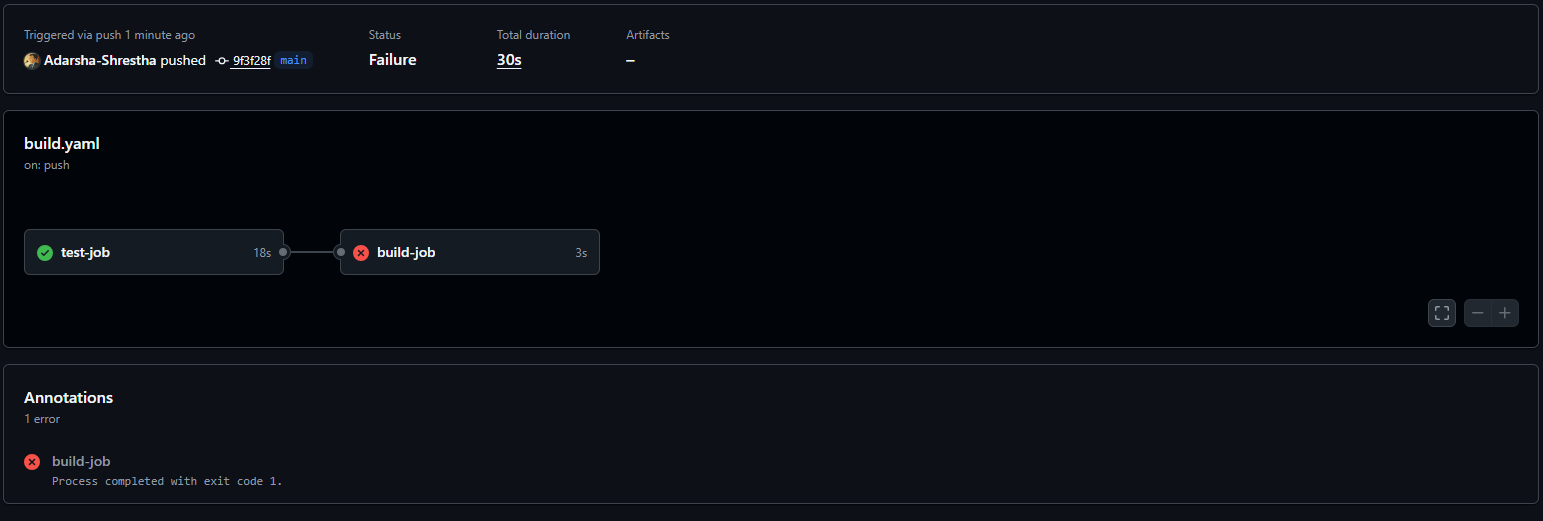 Triggered via push 1 minute ago
Status
Total duration
Artifacts
Adarsha-Shrestha pushed 9f3f28f main
Failure
30s
–
build.yaml
on: push
test-job 18s
build-job 3s
Annotations
1 error
build-job
Process completed with exit code 1.